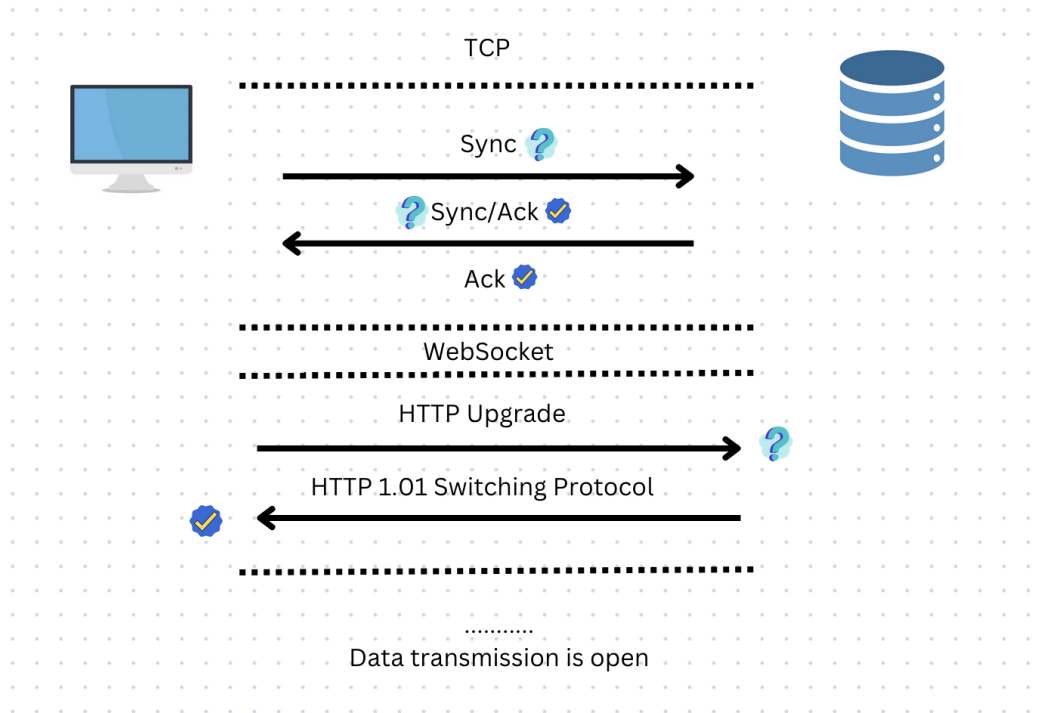 TCP
Sync
Sync/Ack
Ack
WebSocket
HTTP Upgrade
HTTP 1.01 Switching Protocol
...........
Data transmission is open